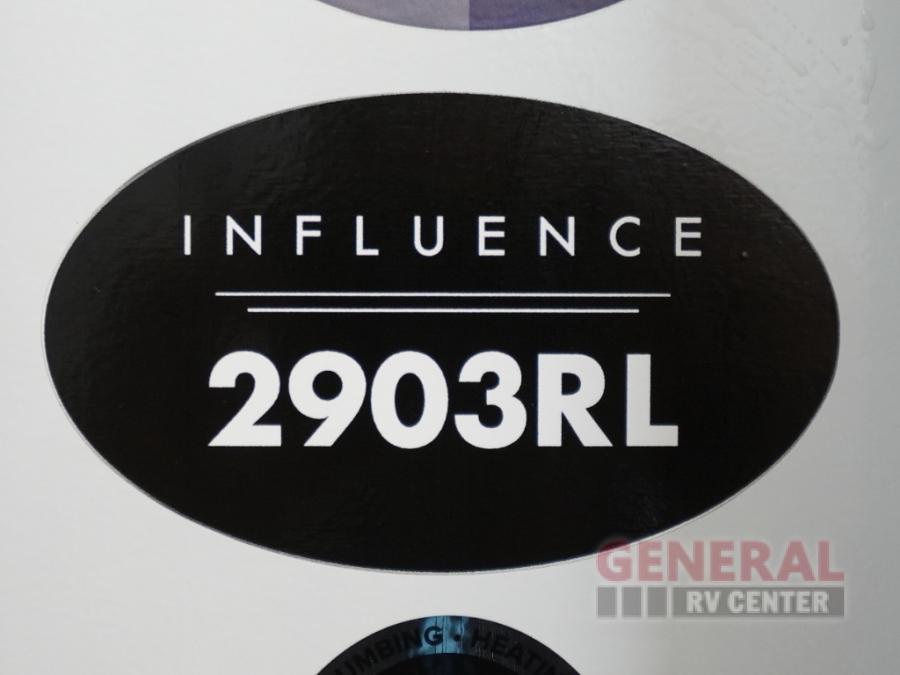 INFLUENCE
2903RL
GENERAL
RV CENTER